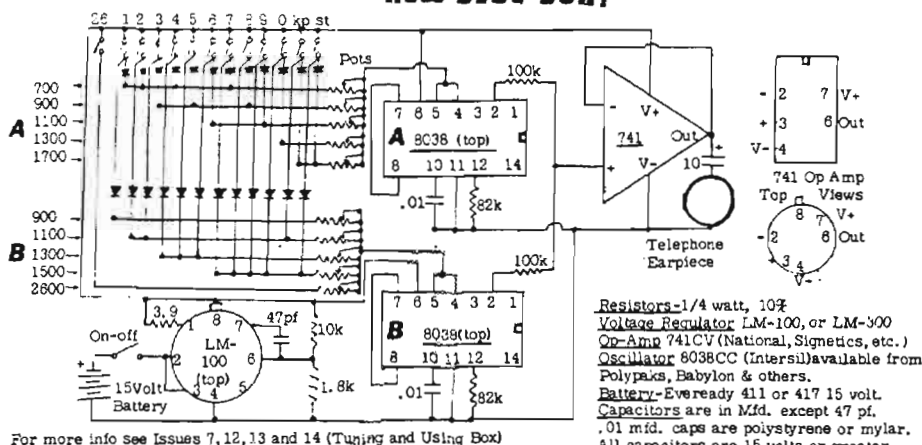 26 1 2 3 4 5 6 7 8 9 0 kp st
Pots
700
900
1100
1300
1700
A
900
1100
1300
1500
2600
B
7 6 5 4 3 2 1
A 8038 (top)
8 10 11 12 14
.01
82k
100k
-
+
741
V+
V-
Out
+
10
Telephone
Earpiece
- 2 7 V+
+ 3 6 Out
V- 4
741 Op Amp
Top Views
8 7 V+
- 2 6 Out
3 4
V-
100k
7 6 5 4 3 2 1
B 8038(top)
8 10 11 12 14
.01
82k
On-off
+
15Volt
Battery
3.9
1 8 7
2 LM- 6
100
(top)
3 4 5
47pf
10k
1.8k
Resistors-1/4 watt, 10%
Voltage Regulator LM-100, or LM-300
Op-Amp 741CV (National, Signetics, etc.)
Oscillator 8038CC (Intersil)available from
Polypaks, Babylon & others.
Battery-Eveready 411 or 417 15 volt.
Capacitors are in Mfd. except 47 pf.
.01 mfd. caps are polystyrene or mylar.
All capacitors are 15 volts or greater
For more info see Issues 7,12,13 and 14 (Tuning and Using Box)